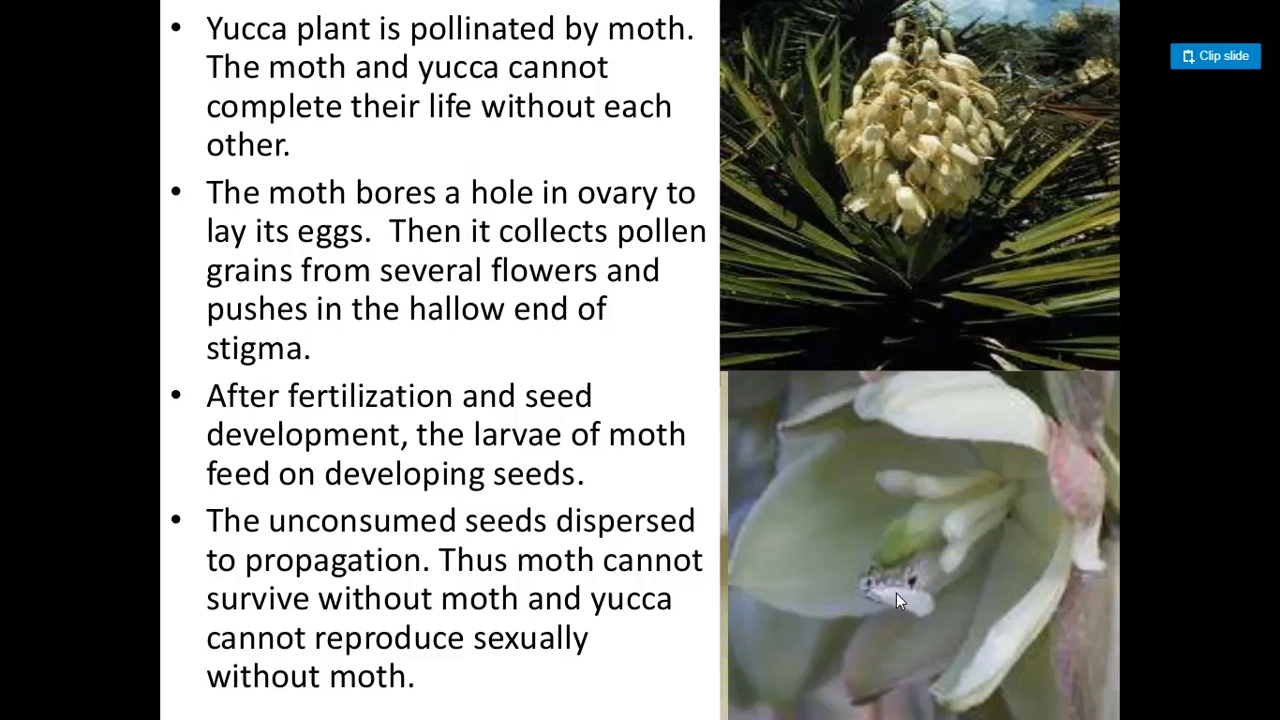 • Yucca plant is pollinated by moth.
The moth and yucca cannot
complete their life without each
other.
• The moth bores a hole in ovary to
lay its eggs.  Then it collects pollen
grains from several flowers and
pushes in the hallow end of
stigma.
• After fertilization and seed
development, the larvae of moth
feed on developing seeds.
• The unconsumed seeds dispersed
to propagation. Thus moth cannot
survive without moth and yucca
cannot reproduce sexually
without moth.
Clip slide